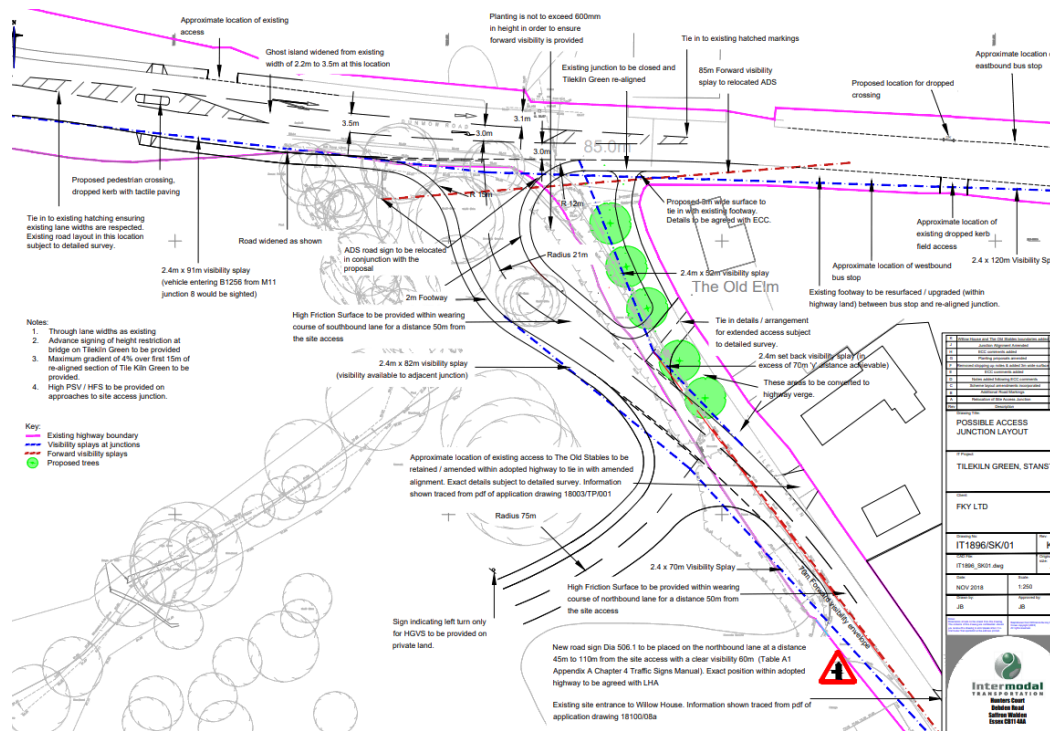 Approximate location of existing
access
Ghost island widened from existing
width of 2.2m to 3.5m at this location
Planting is not to exceed 600mm
in height in order to ensure
forward visibility is provided
Existing junction to be closed and
Tilekiln Green re-aligned
Tie in to existing hatched markings
85m Forward visibility
splay to relocated ADS
Approximate location
eastbound bus stop
Proposed location for dropped
crossing
3.5m
3.1m
3.0m
3.0m
85.0m
Proposed pedestrian crossing,
dropped kerb with tactile paving
Tie in to existing hatching ensuring
existing lane widths are respected.
Existing road layout in this location
subject to detailed survey.
Road widened as shown
2.4m x 91m visibility splay
(vehicle entering B1256 from M11
junction 8 would be sighted)
ADS road sign to be relocated
in conjunction with the
proposal
R 15m
R 12m
Radius 21m
2m Footway
Proposed 3m wide surface to
tie in with existing footway.
Details to be agreed with ECC.
2.4m x 92m visibility splay
The Old Elm
Approximate location of
existing dropped kerb
field access
2.4 x 120m Visibility Sp
Approximate location of westbound
bus stop
Existing footway to be resurfaced / upgraded (within
highway land) between bus stop and re-aligned junction.
High Friction Surface to be provided within wearing
course of southbound lane for a distance 50m from
the site access
Tie in details / arrangement
for extended access subject
to detailed survey.
2.4m x 82m visibility splay
(visibility available to adjacent junction)
2.4m set back visibility splay (in
excess of 70m 'y' distance achievable)
These areas to be converted to
highway verge.
Notes:
1. Through lane widths as existing
2. Advance signing of height restriction at
bridge on Tilekiln Green to be provided
3. Maximum gradient of 4% over first 15m of
re-aligned section of Tile Kiln Green to be
provided.
4. High PSV / HFS to be provided on
approaches to site access junction.
Key:
Existing highway boundary
Visibility splays at junctions
Forward visibility splays
Proposed trees
Approximate location of existing access to The Old Stables to be
retained / amended within adopted highway to tie in with amended
alignment. Exact details subject to detailed survey. Information
shown traced from pdf of application drawing 18003/TP/001
Radius 75m
2.4 x 70m Visibility Splay
70m Forward visibility envelope
High Friction Surface to be provided within wearing
course of northbound lane for a distance 50m from
the site access
Sign indicating left turn only
for HGVS to be provided on
private land.
New road sign Dia 506.1 to be placed on the northbound lane at a distance
45m to 110m from the site access with a clear visibility 60m (Table A1
Appendix A Chapter 4 Traffic Signs Manual). Exact position within adopted
highway to be agreed with LHA
Existing site entrance to Willow House. Information shown traced from pdf of
application drawing 18100/08a
Drawing Title
POSSIBLE ACCESS
JUNCTION LAYOUT
TILEKILN GREEN, STANST
Client
FKY LTD
Drawing No
IT1896/SK/01
IT1896_SK01.dwg
Date
NOV 2018
Scale
1:250
Drawn by
JB
Approved by
JB
Intermodal
TRANSPORTATION
Hunters Court
Debden Road
Saffron Walden
Essex CB11 4AA